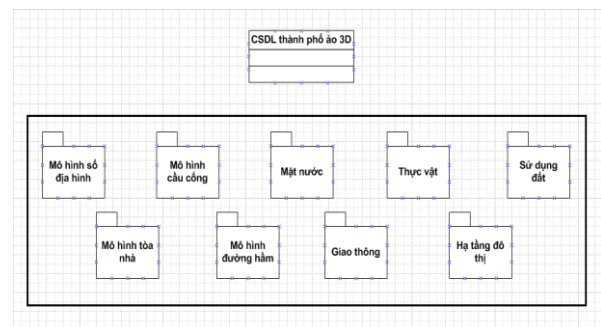 CSDL thành phố ảo 3D
Mô hình số
địa hình
Mô hình
cầu cống
Mặt nước
Thực vật
Sử dụng
đất
Mô hình tòa
nhà
Mô hình
đường hầm
Giao thông
Hạ tầng đô
thị